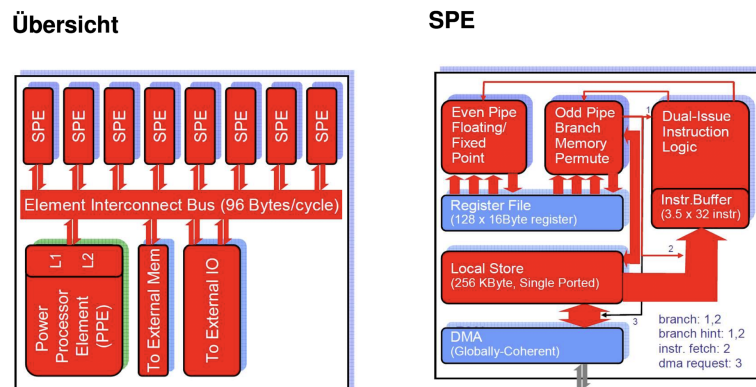 Übersicht
SPE
SPE
SPE
SPE
SPE
SPE
SPE
SPE
Element Interconnect Bus (96 Bytes/cycle)
L1
L2
Power
Processor
Element
(PPE)
To External Mem
To External IO
SPE
Even Pipe
Floating/
Fixed
Point
Odd Pipe
Branch
Memory
Permute
1
Dual-Issue
Instruction
Logic
Register File
(128 x 16Byte register)
Instr.Buffer
(3.5 x 32 instr)
2
Local Store
(256 KByte, Single Ported)
3
DMA
(Globally-Coherent)
branch: 1,2
branch hint: 1,2
instr. fetch: 2
dma request: 3